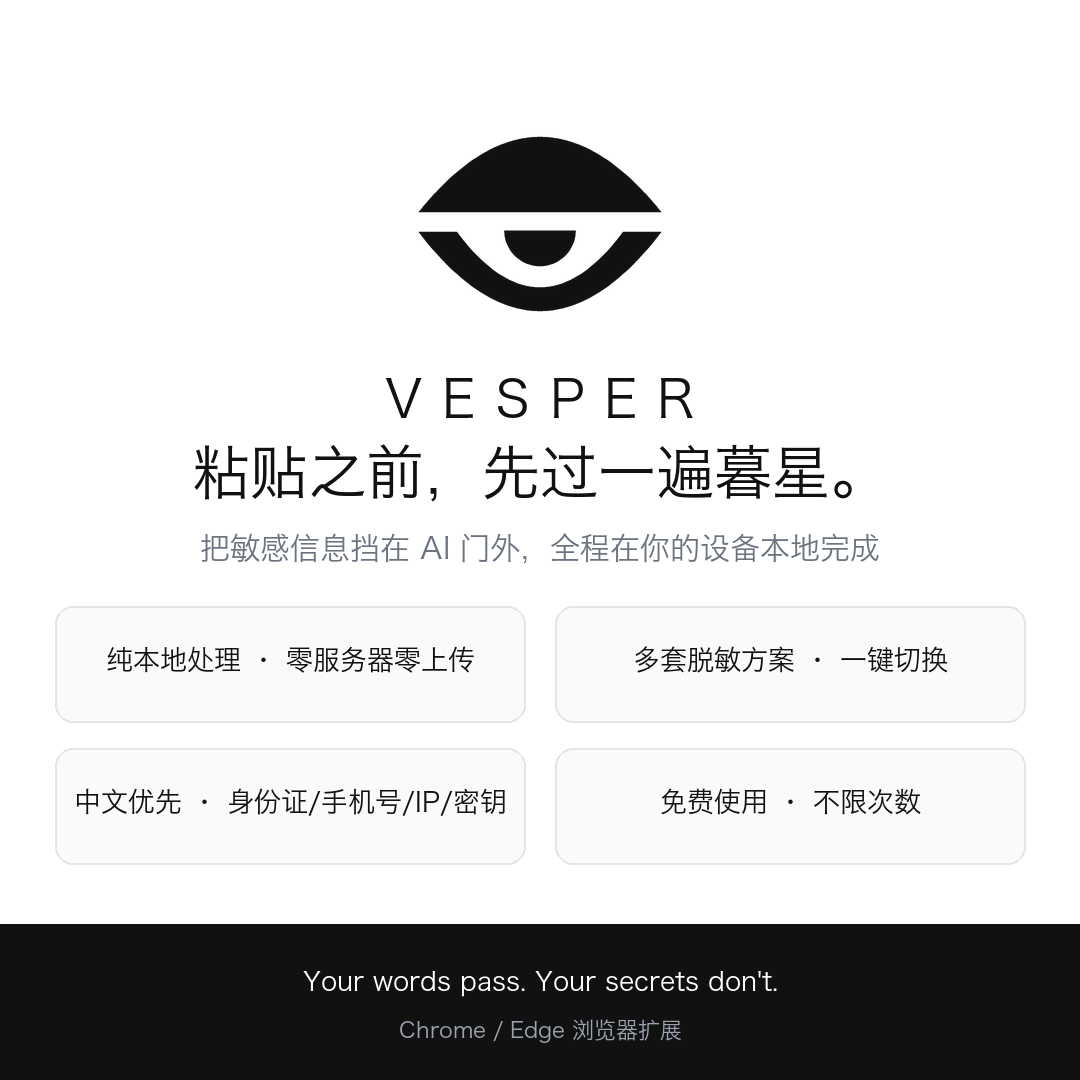 VESPER
粘贴之前，先过一遍暮星。
把敏感信息挡在 AI 门外，全程在你的设备本地完成
纯本地处理 · 零服务器零上传
多套脱敏方案 · 一键切换
中文优先 · 身份证/手机号/IP/密钥
免费使用 · 不限次数
Your words pass. Your secrets don't.
Chrome / Edge 浏览器扩展